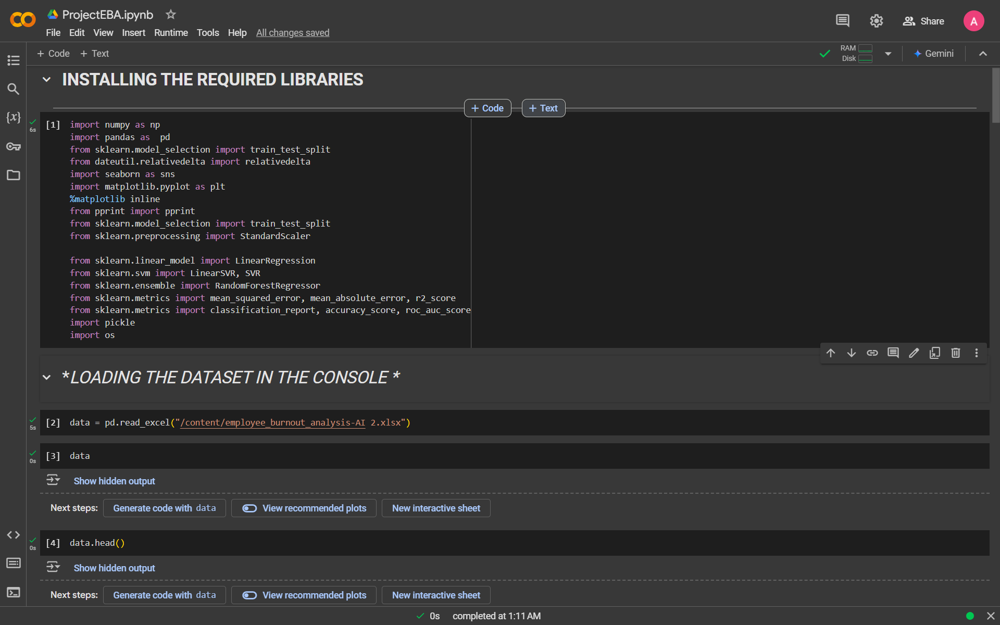 ProjectEBA.ipynb
File Edit View Insert Runtime Tools Help All changes saved
Share
A
+ Code + Text
RAM
Disk
Gemini
INSTALLING THE REQUIRED LIBRARIES
+ Code + Text
6s
[1] import numpy as np
import pandas as  pd
from sklearn.model_selection import train_test_split
from dateutil.relativedelta import relativedelta
import seaborn as sns
import matplotlib.pyplot as plt
%matplotlib inline
from pprint import pprint
from sklearn.model_selection import train_test_split
from sklearn.preprocessing import StandardScaler
from sklearn.linear_model import LinearRegression
from sklearn.svm import LinearSVR, SVR
from sklearn.ensemble import RandomForestRegressor
from sklearn.metrics import mean_squared_error, mean_absolute_error, r2_score
from sklearn.metrics import classification_report, accuracy_score, roc_auc_score
import pickle
import os
*LOADING THE DATASET IN THE CONSOLE *
5s
[2] data = pd.read_excel("/content/employee_burnout_analysis-AI 2.xlsx")
0s
[3] data
Show hidden output
Next steps: Generate code with data View recommended plots New interactive sheet
0s
[4] data.head()
Show hidden output
Next steps: Generate code with data View recommended plots New interactive sheet
0s completed at 1:11 AM